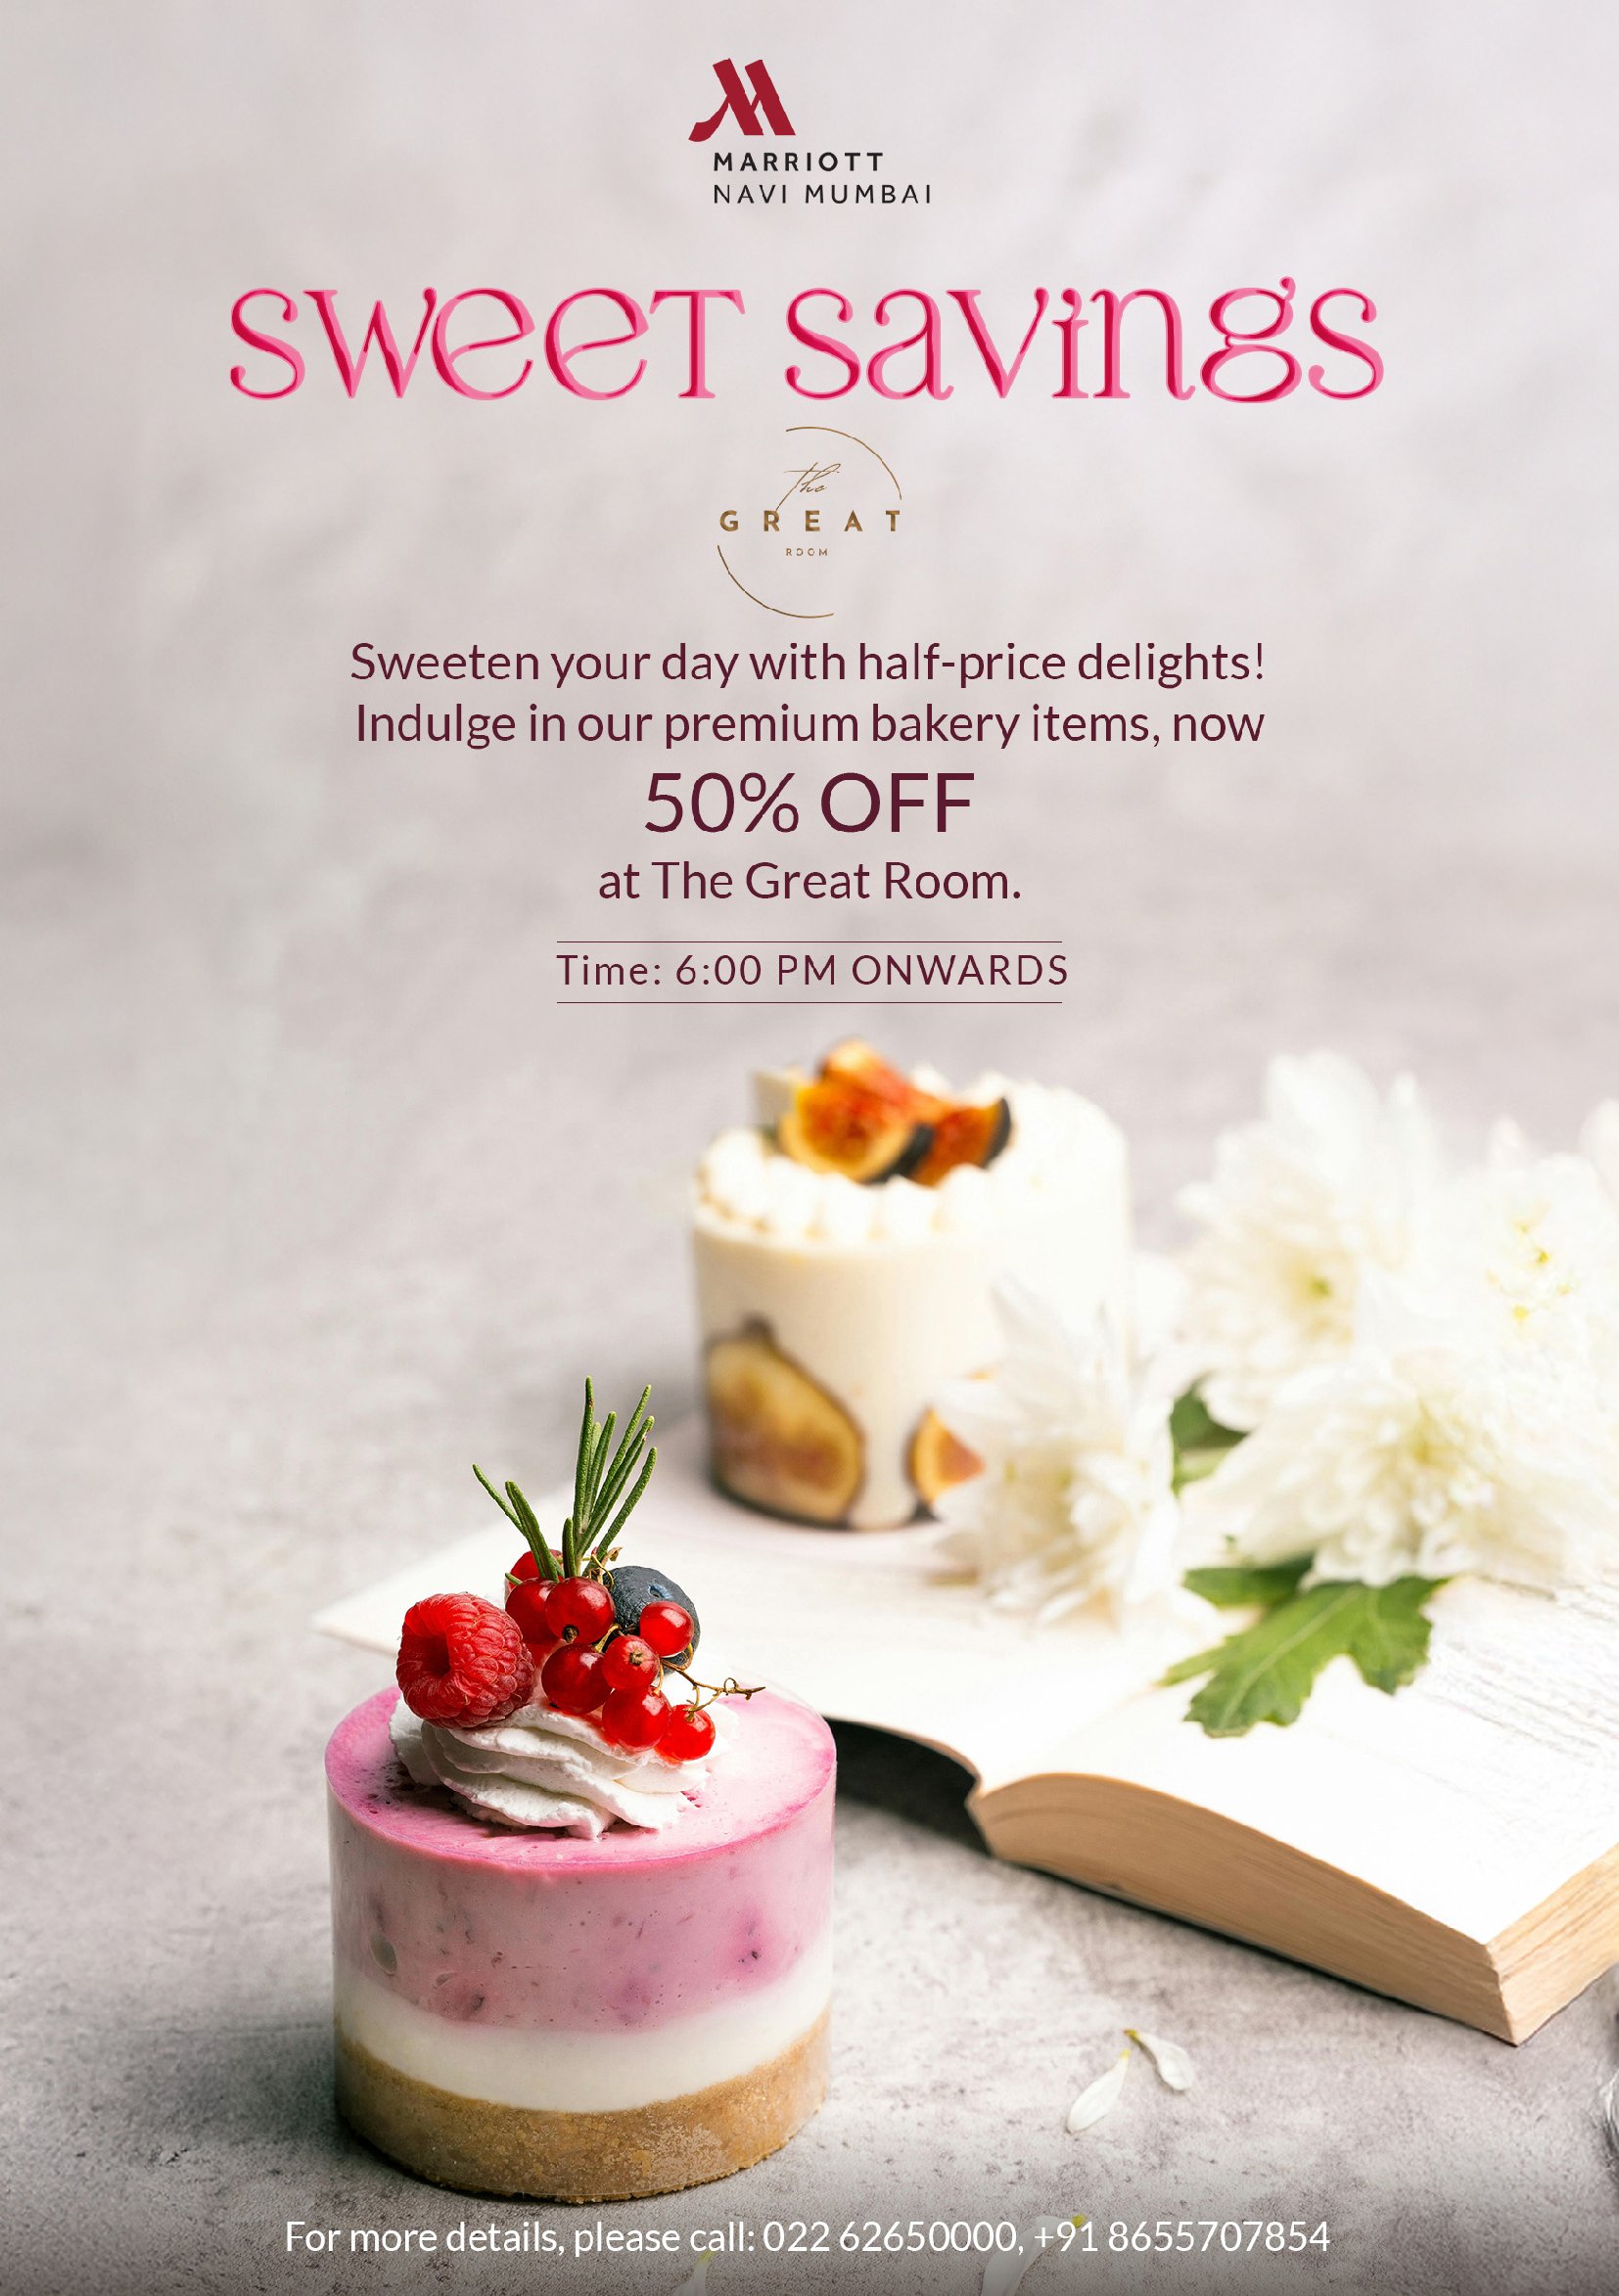 MARRIOTT
NAVI MUMBAI
sweet savings
the
GREAT
ROOM
Sweeten your day with half-price delights!
Indulge in our premium bakery items, now
50% OFF
at The Great Room.
Time: 6:00 PM ONWARDS
For more details, please call: 022 62650000, +91 8655707854